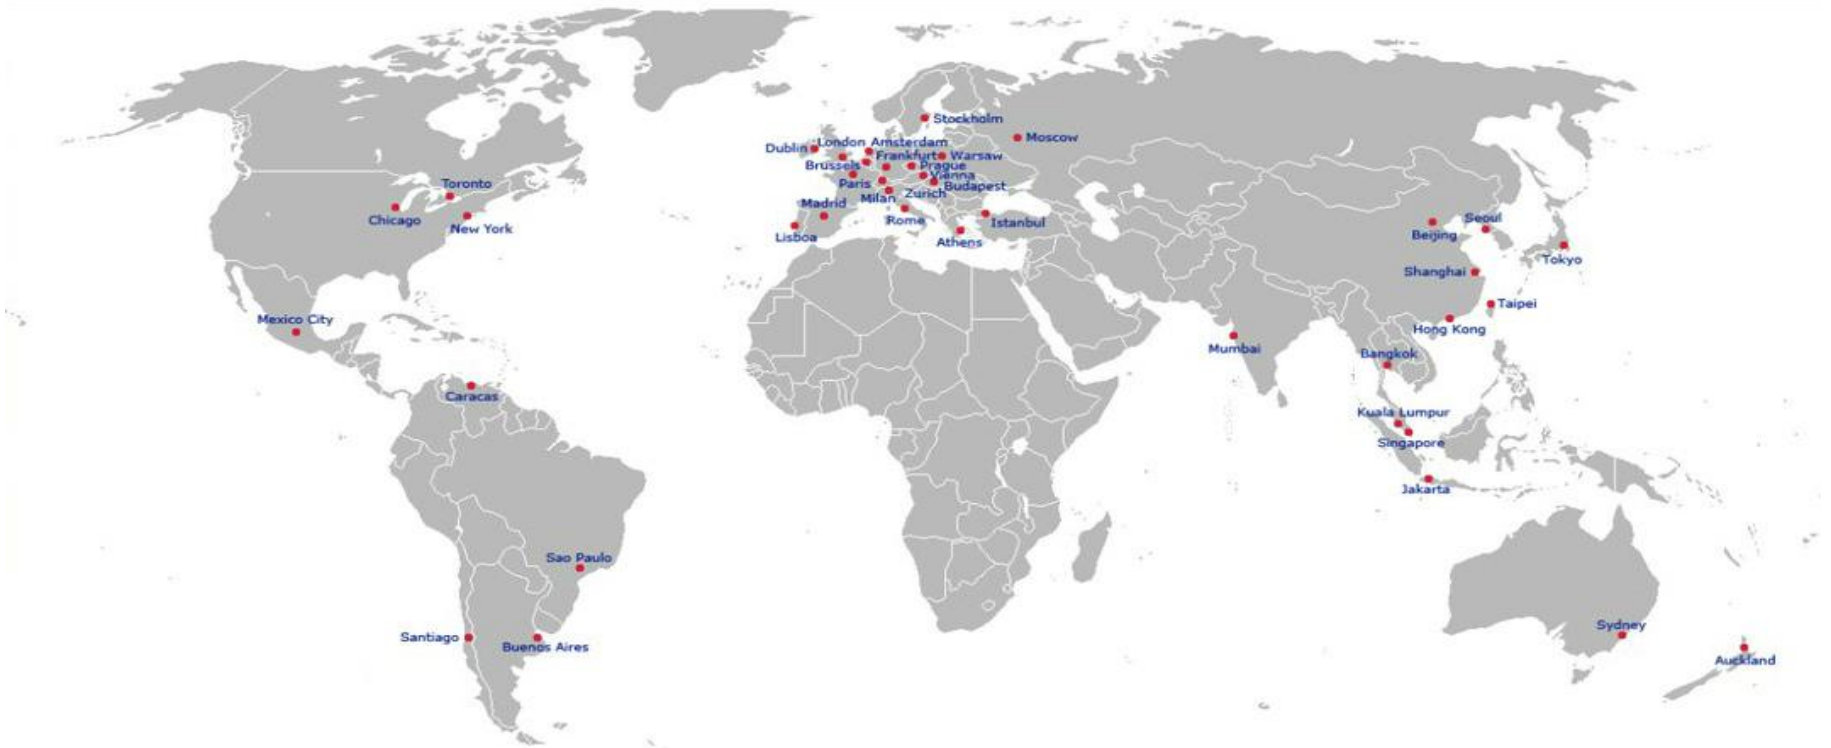 Stockholm
Moscow
Dublin
London
Amsterdam
Brussels
Frankfurt
Warsaw
Prague
Vienna
Paris
Budapest
Milan
Zurich
Madrid
Rome
Istanbul
Lisboa
Athens
Toronto
Chicago
New York
Mexico City
Caracas
Sao Paulo
Santiago
Buenos Aires
Seoul
Beijing
Tokyo
Shanghai
Taipei
Hong Kong
Mumbai
Bangkok
Kuala Lumpur
Singapore
Jakarta
Sydney
Auckland